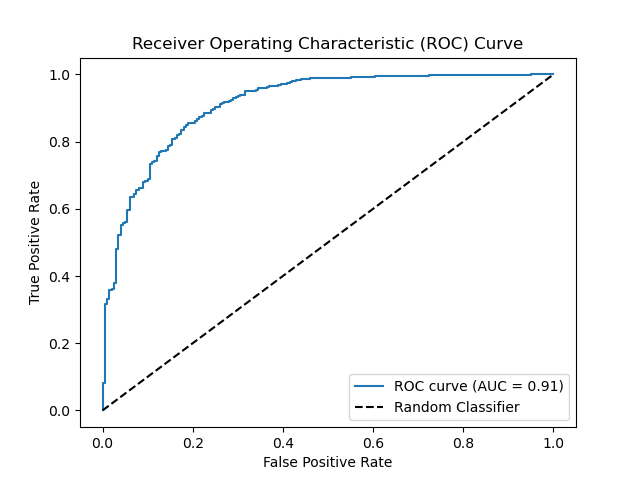 Receiver Operating Characteristic (ROC) Curve
1.0
0.8
0.6
0.4
0.2
0.0
True Positive Rate
ROC curve (AUC = 0.91)
Random Classifier
0.0 0.2 0.4 0.6 0.8 1.0
False Positive Rate